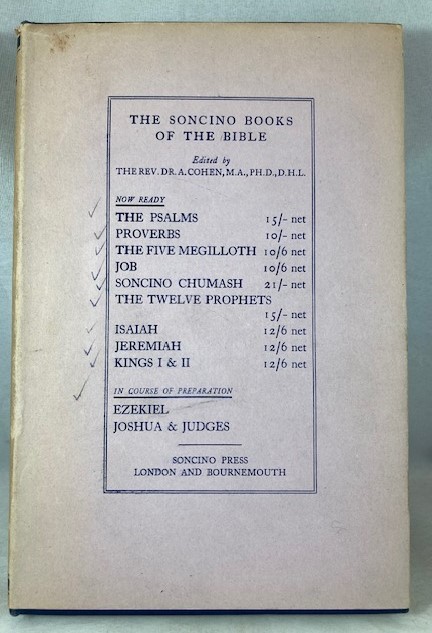 THE SONCINO BOOKS
OF THE BIBLE
Edited by
THE REV. DR. A. COHEN, M.A., PH.D., D.H.L.
NOW READY
THE PSALMS 15/- net
PROVERBS 10/- net
THE FIVE MEGILLOTH 10/6 net
JOB 10/6 net
SONCINO CHUMASH 21/- net
THE TWELVE PROPHETS
15/- net
ISAIAH 12/6 net
JEREMIAH 12/6 net
KINGS I & II 12/6 net
IN COURSE OF PREPARATION
EZEKIEL
JOSHUA & JUDGES
SONCINO PRESS
LONDON AND BOURNEMOUTH